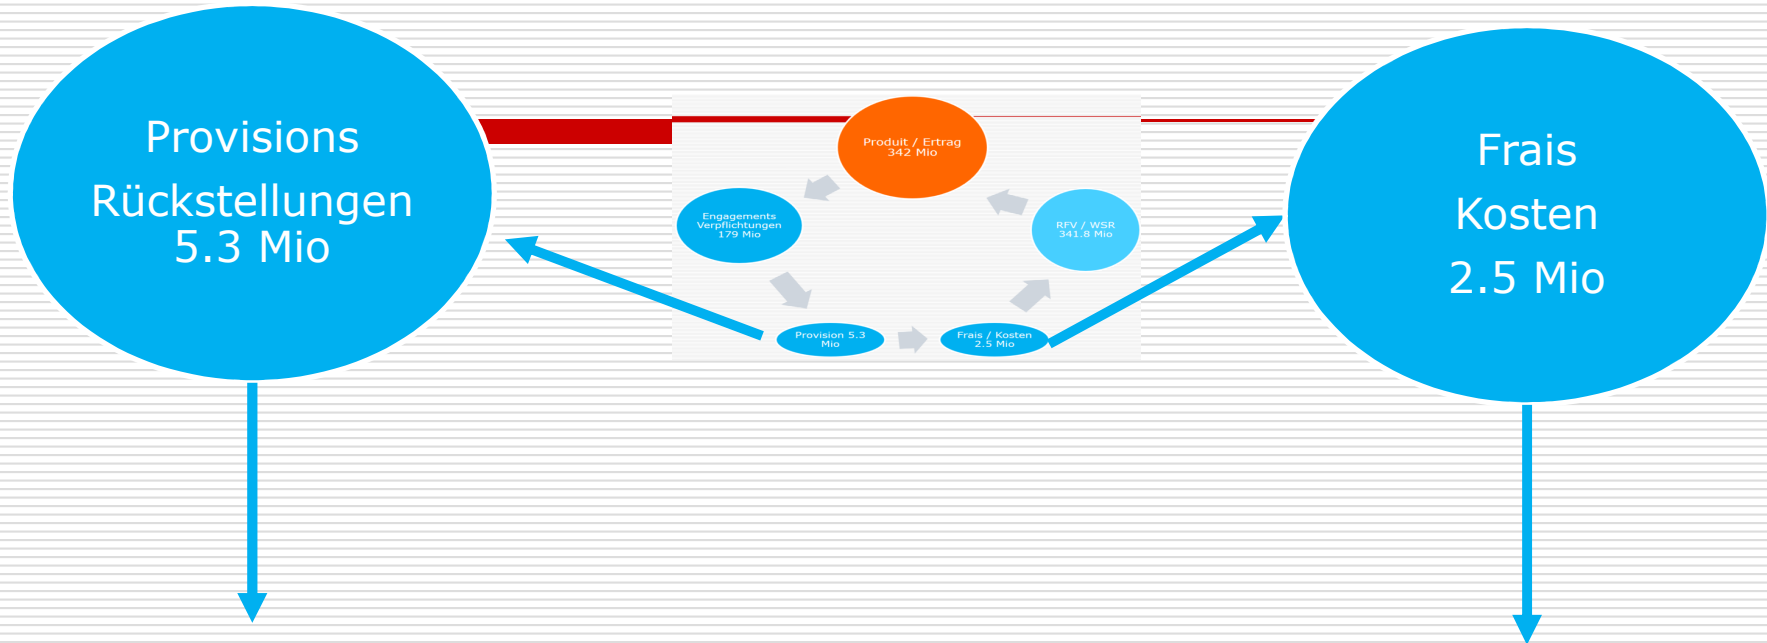 Provisions
Rückstellungen
5.3 Mio
Produit / Ertrag
342 Mio
Engagements
Verpflichtungen
179 Mio
RFV / WSR
341.8 Mio
Provision 5.3
Mio
Frais / Kosten
2.5 Mio
Frais
Kosten
2.5 Mio